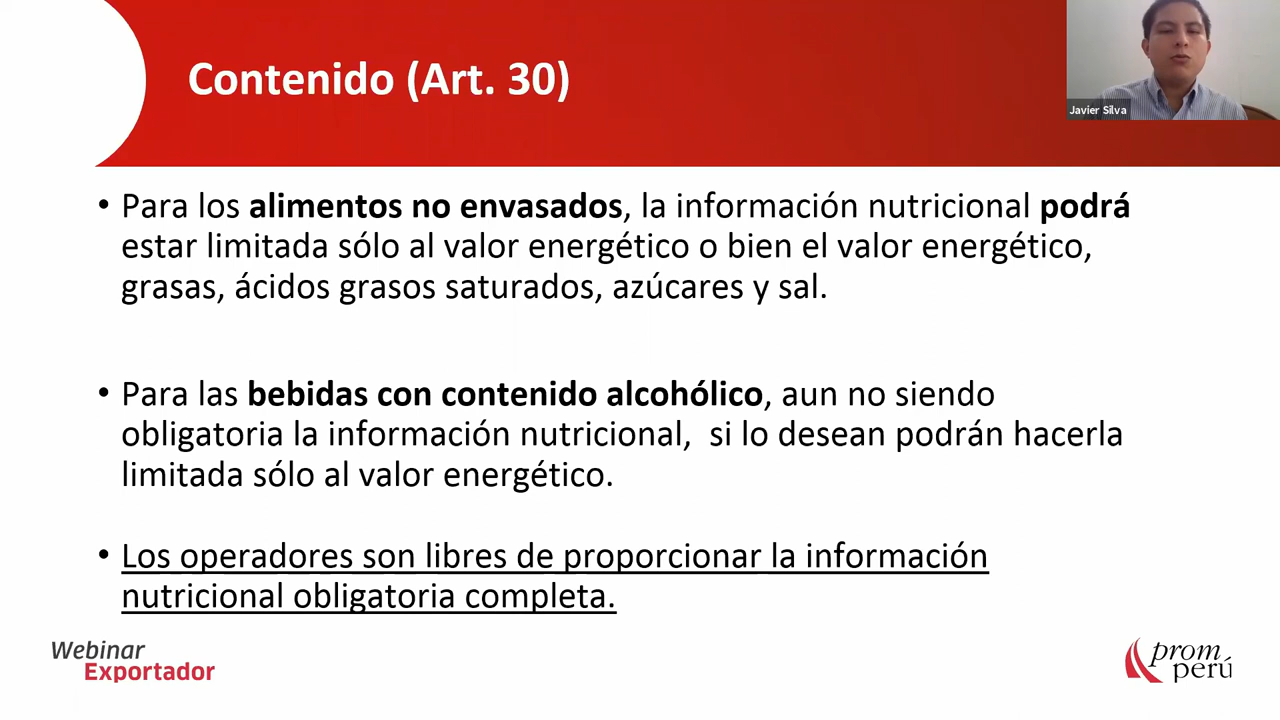 Contenido (Art. 30)
Javier Silva
• Para los alimentos no envasados, la información nutricional podrá
estar limitada sólo al valor energético o bien el valor energético,
grasas, ácidos grasos saturados, azúcares y sal.
• Para las bebidas con contenido alcohólico, aun no siendo
obligatoria la información nutricional,  si lo desean podrán hacerla
limitada sólo al valor energético.
• Los operadores son libres de proporcionar la información
nutricional obligatoria completa.
Webinar
Exportador
prom
perú